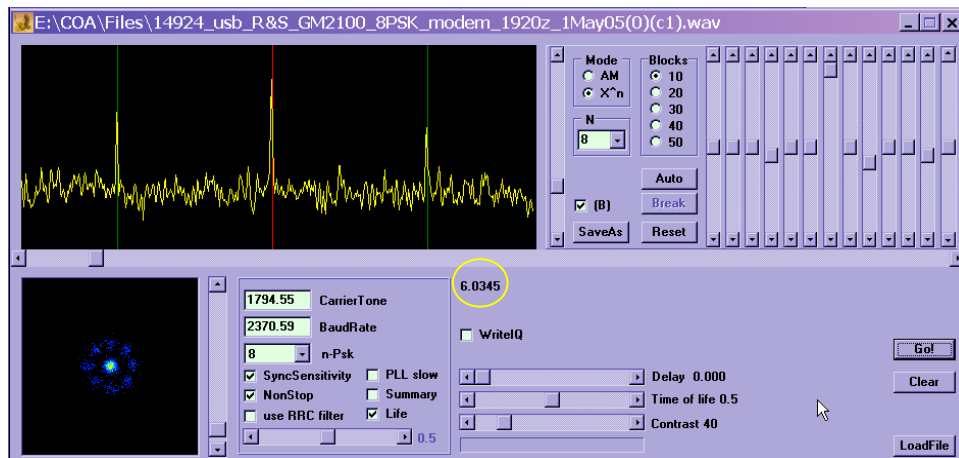 E:\COA\Files\14924_usb_R&S_GM2100_8PSK_modem_1920z_1May05(0)(c1).wav
Mode
AM
X^n
Blocks
10
20
30
40
50
N
8
Auto
(B)
Break
SaveAs
Reset
6.0345
1794.55 CarrierTone
2370.59 BaudRate
8 n-Psk
SyncSensitivity
PLL slow
NonStop
Summary
use RRC filter
Life
0.5
WriteIQ
Delay 0.000
Time of life 0.5
Contrast 40
Go!
Clear
LoadFile